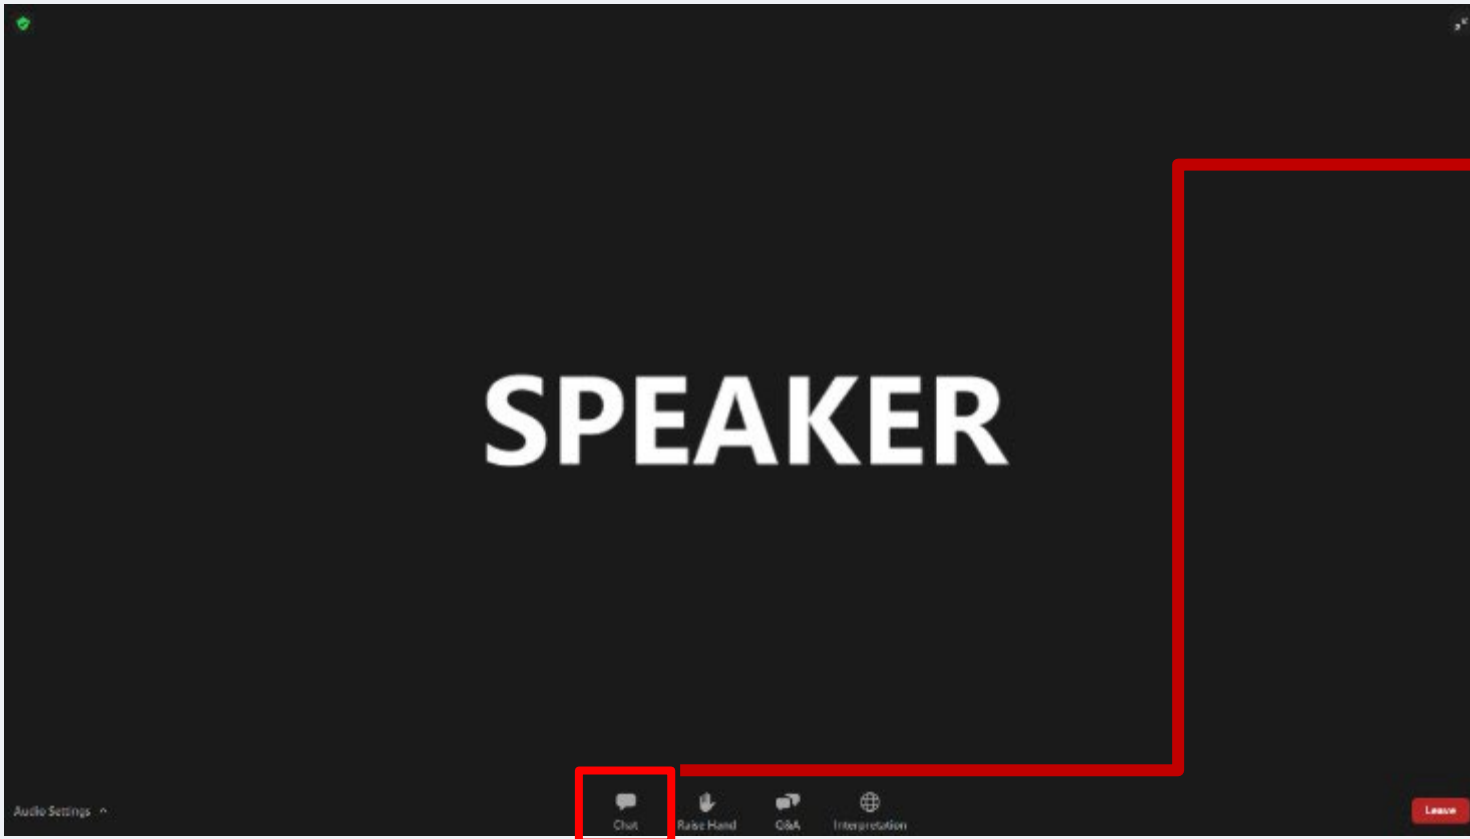 SPEAKER
Audio Settings
Chat
Raise Hand
Q&A
Interpretation
Leave